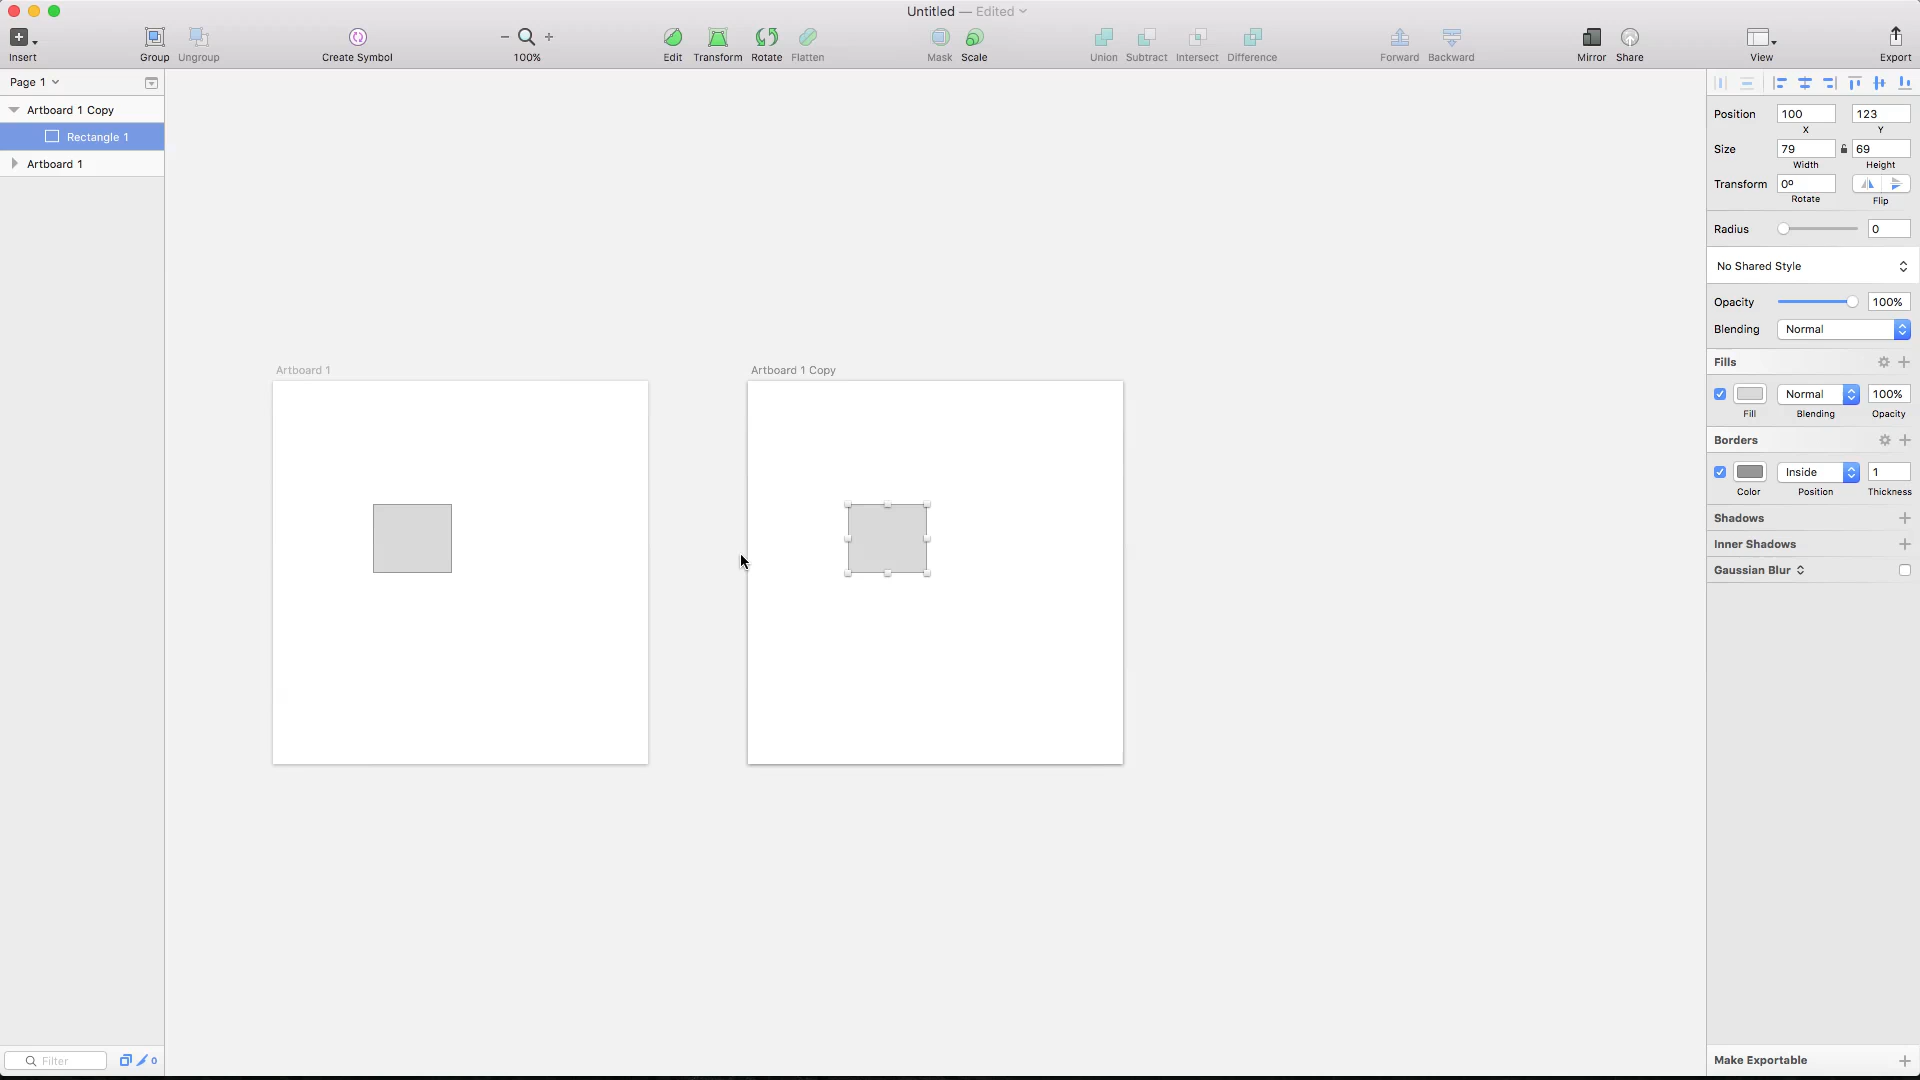 Untitled — Edited
Insert
Group
Ungroup
Create Symbol
100%
Edit
Transform
Rotate
Flatten
Mask
Scale
Union
Subtract
Intersect
Difference
Forward
Backward
Mirror
Share
View
Export
Page 1
Artboard 1 Copy
Rectangle 1
Artboard 1
Filter
0
Artboard 1
Artboard 1 Copy
Position 100 123
X Y
Size 79 69
Width Height
Transform 0º
Rotate Flip
Radius 0
No Shared Style
Opacity 100%
Blending Normal
Fills
Normal 100%
Fill Blending Opacity
Borders
Inside 1
Color Position Thickness
Shadows
Inner Shadows
Gaussian Blur
Make Exportable